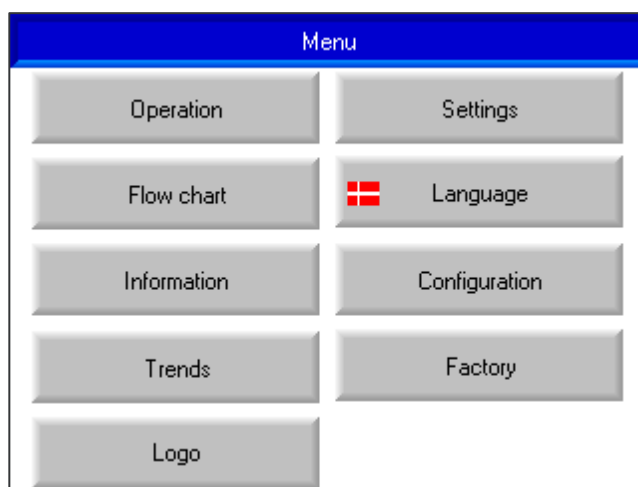 Menu
Operation
Settings
Flow chart
Language
Information
Configuration
Trends
Factory
Logo